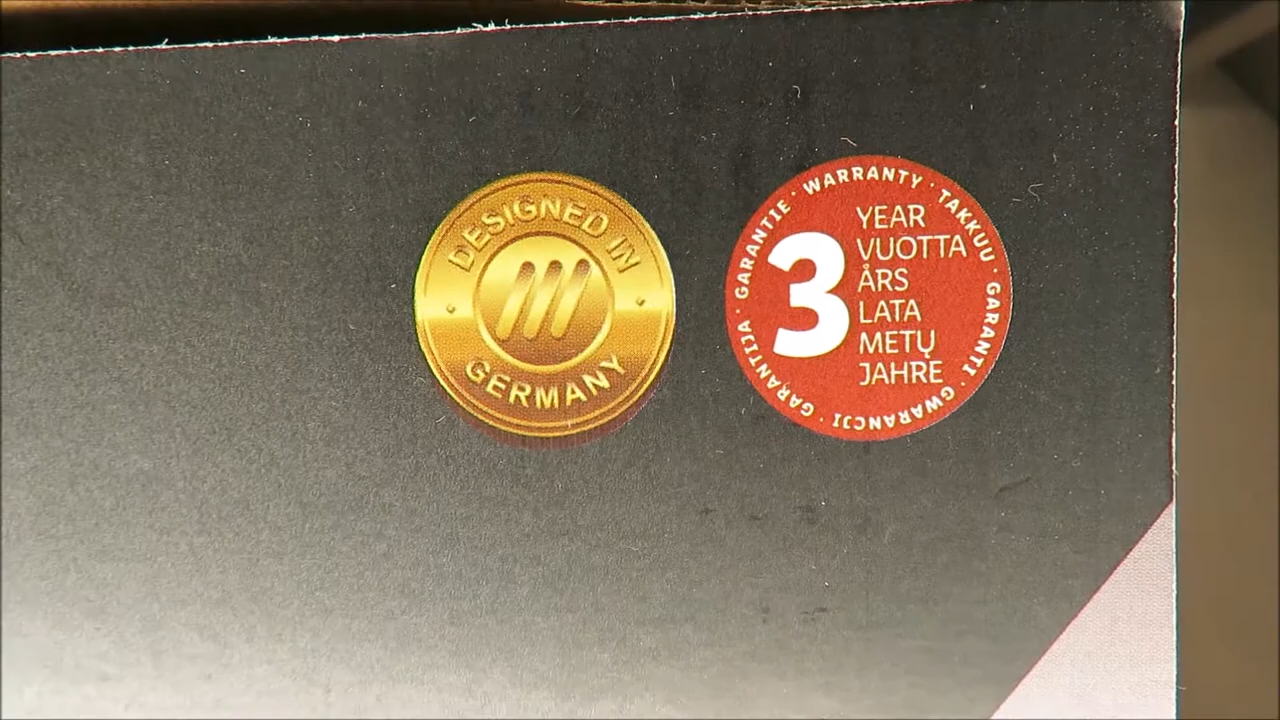 DESIGNED IN
GERMANY
GARANTIJA · GARANTIE · WARRANTY · TAKKUU · GARANTI · GWARANCJI ·
3
YEAR
VUOTTA
ÅRS
LATA
METŲ
JAHRE